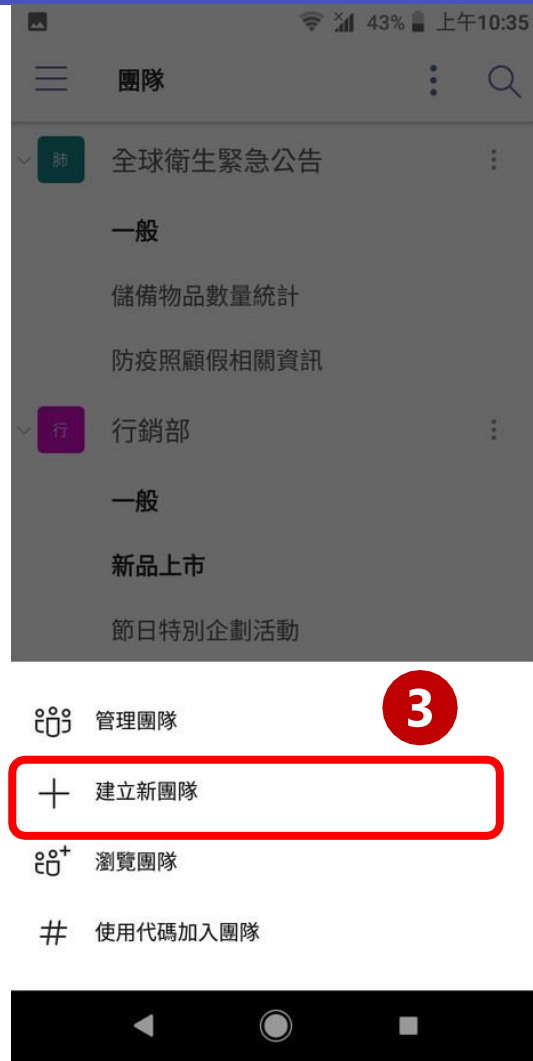 43% 上午10:35
團隊
肺 全球衛生緊急公告
一般
儲備物品數量統計
防疫照顧假相關資訊
行 行銷部
一般
新品上市
節日特別企劃活動
3
管理團隊
建立新團隊
瀏覽團隊
# 使用代碼加入團隊